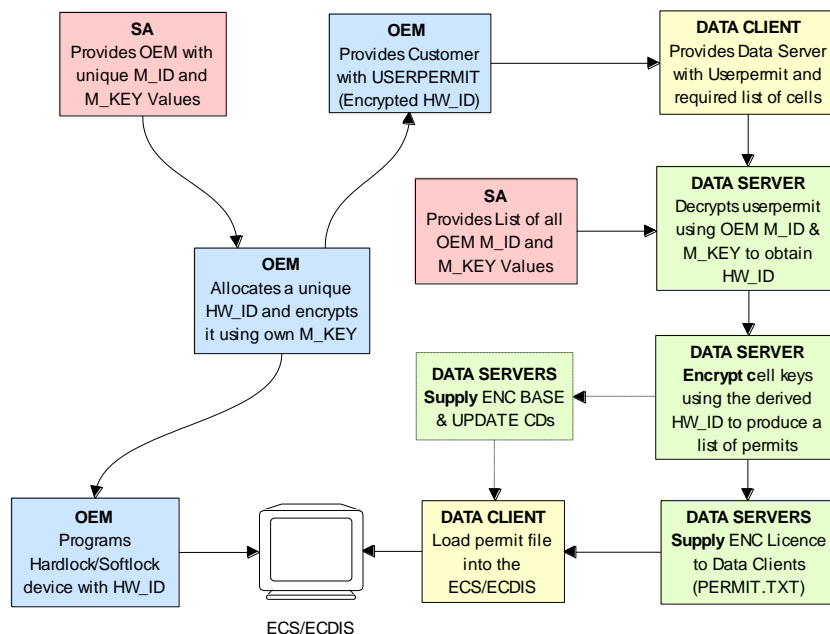 SA
Provides OEM with
unique M_ID and
M_KEY Values
OEM
Provides Customer
with USERPERMIT
(Encrypted HW_ID)
DATA CLIENT
Provides Data Server
with Userpermit and
required list of cells
SA
Provides List of all
OEM M_ID and
M_KEY Values
DATA SERVER
Decrypts userpermit
using OEM M_ID &
M_KEY to obtain
HW_ID
OEM
Allocates a unique
HW_ID and encrypts
it using own M_KEY
DATA SERVERS
Supply ENC BASE
& UPDATE CDs
DATA SERVER
Encrypt cell keys
using the derived
HW_ID to produce a
list of permits
OEM
Programs
Hardlock/Softlock
device with HW_ID
ECS/ECDIS
DATA CLIENT
Load permit file
into the
ECS/ECDIS
DATA SERVERS
Supply ENC Licence
to Data Clients
(PERMIT.TXT)